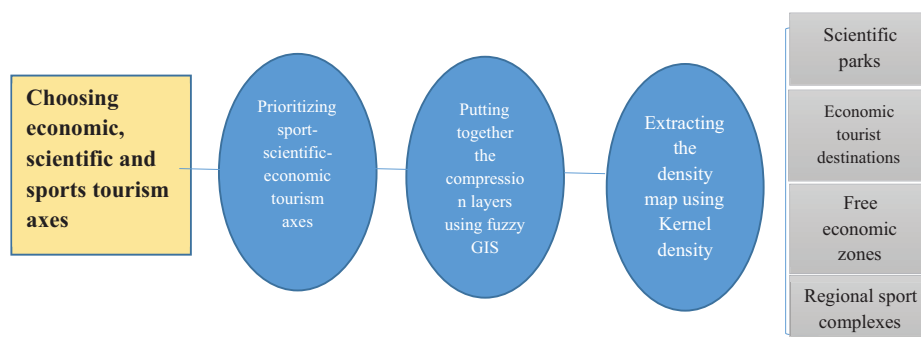 Choosing
economic,
scientific and
sports tourism
axes
Prioritizing
sport-
scientific-
economic
tourism
axes
Putting
together
the
compressio
n layers
using fuzzy
GIS
Extracting
the
density
map using
Kernel
density
Scientific
parks
Economic
tourist
destinations
Free
economic
zones
Regional sport
complexes